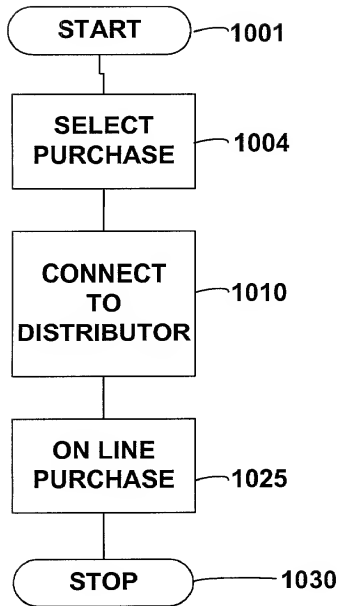 START
1001
SELECT
PURCHASE
1004
CONNECT
TO
DISTRIBUTOR
1010
ON LINE
PURCHASE
1025
STOP
1030